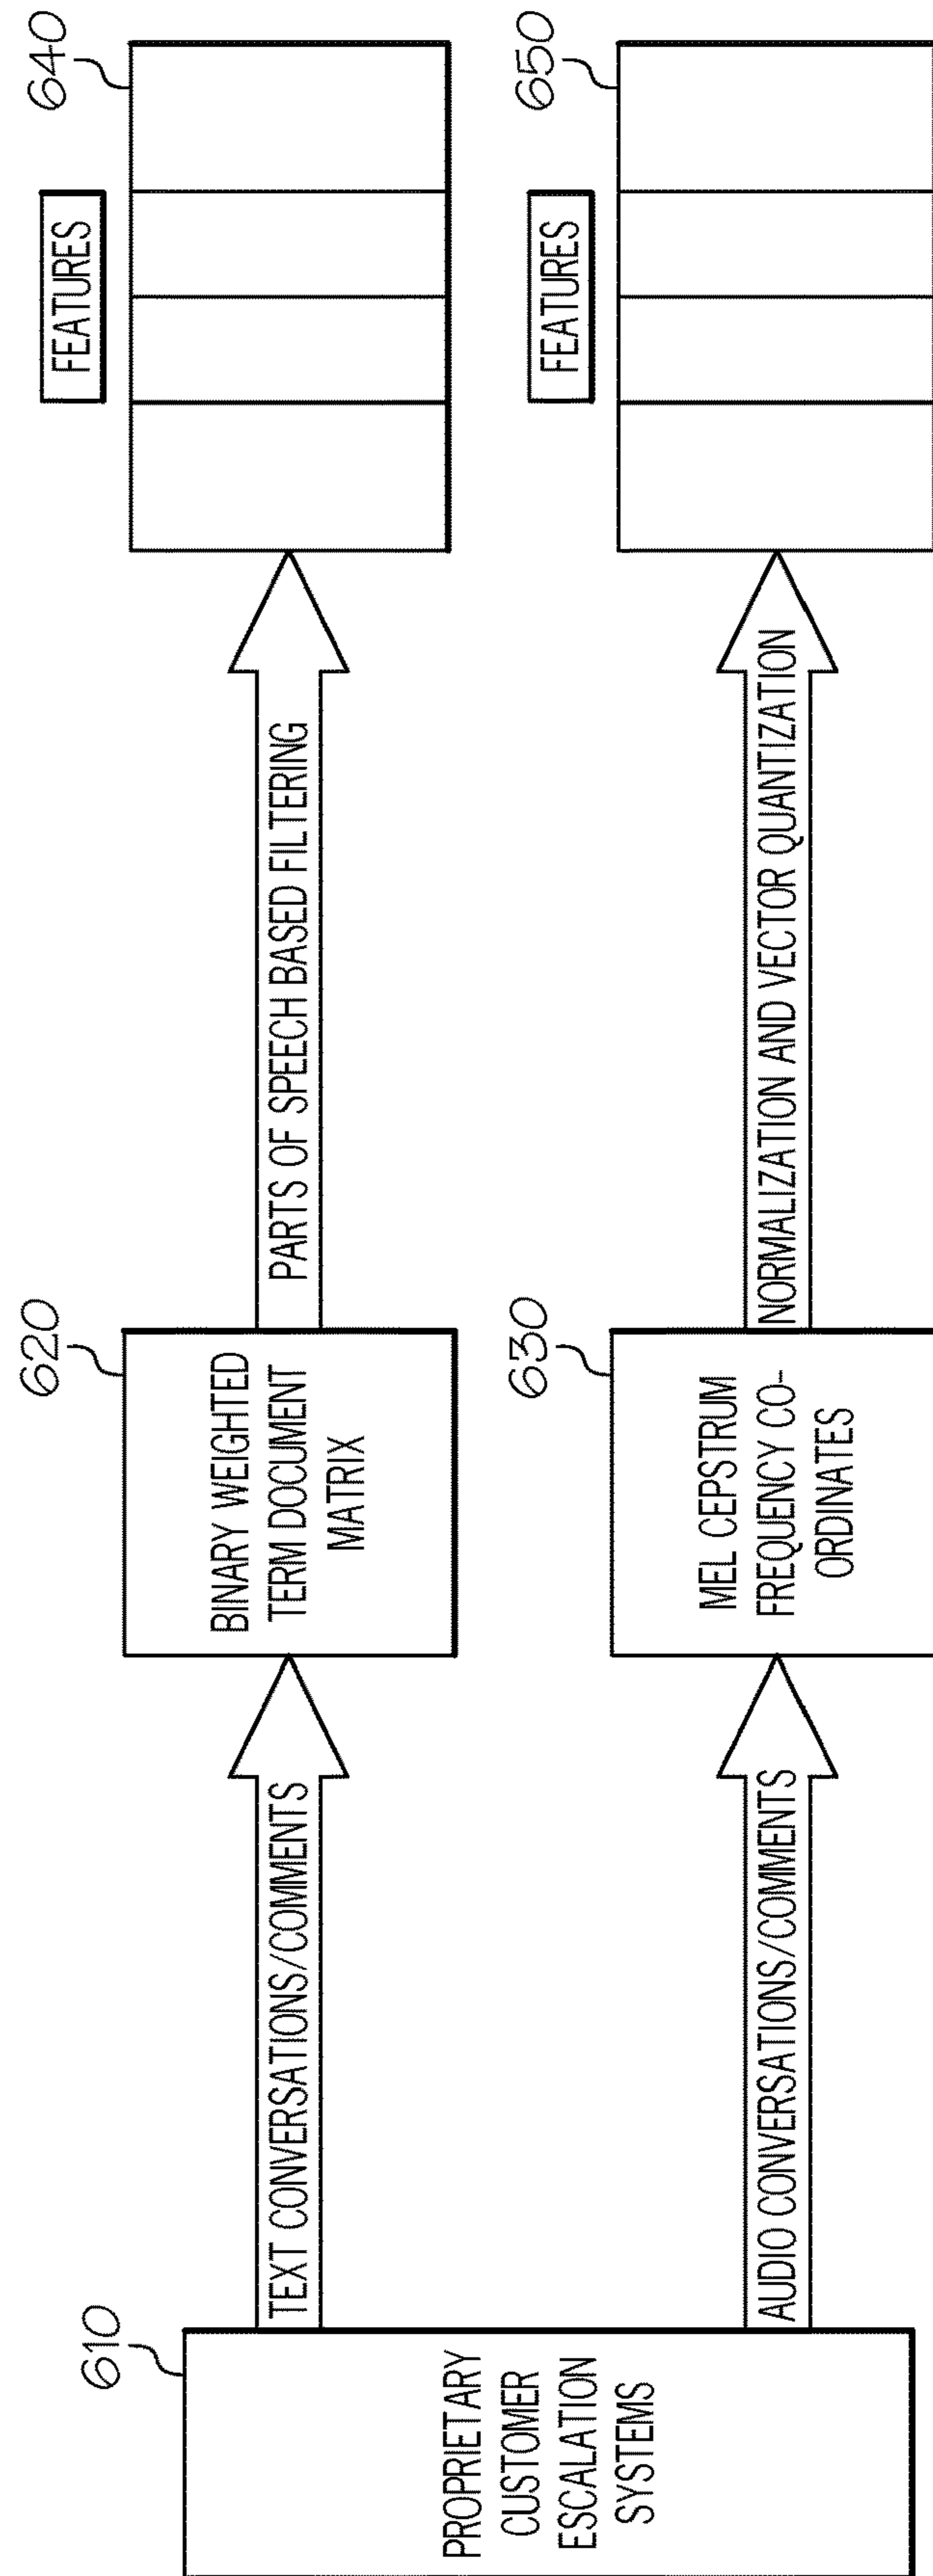 610
PROPRIETARY
CUSTOMER
ESCALATION
SYSTEMS
TEXT CONVERSATIONS/COMMENTS
620
BINARY WEIGHTED
TERM DOCUMENT
MATRIX
PARTS OF SPEECH BASED FILTERING
FEATURES
640
AUDIO CONVERSATIONS/COMMENTS
630
MEL CEPSTRUM
FREQUENCY CO-
ORDINATES
NORMALIZATION AND VECTOR QUANTIZATION
FEATURES
650